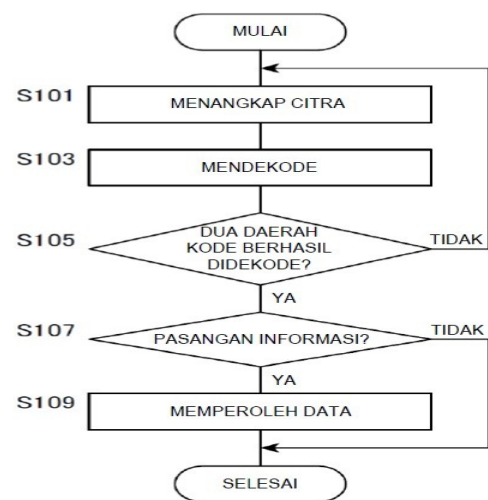 MULAI
S101
MENANGKAP CITRA
S103
MENDEKODE
S105
DUA DAERAH
KODE BERHASIL
DIDEKODE?
TIDAK
YA
S107
PASANGAN INFORMASI?
TIDAK
YA
S109
MEMPEROLEH DATA
SELESAI